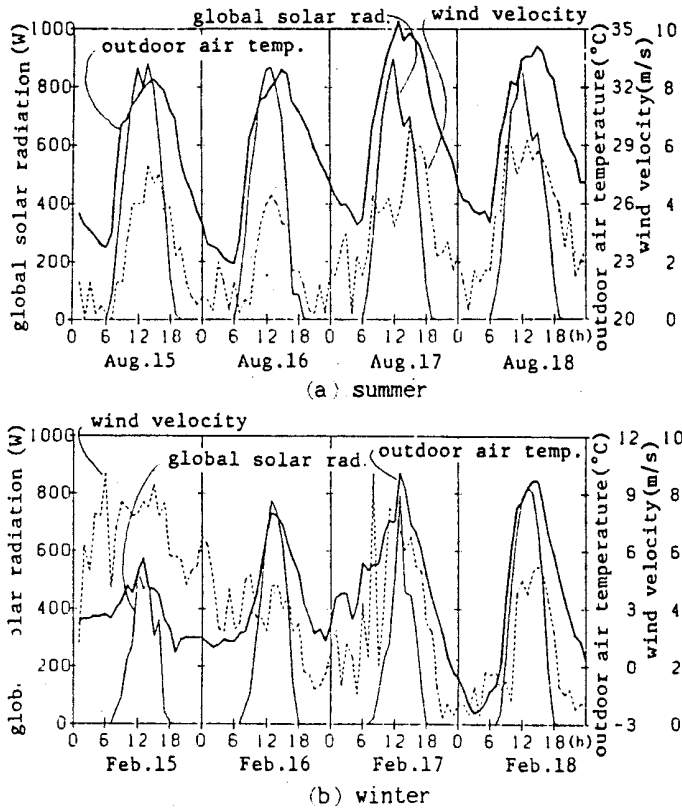 global solar rad.
wind velocity
outdoor air temp.
global solar radiation (W)
1000
800
600
400
200
0
35
32
29
26
23
20
outdoor air temperature(°C)
10
8
6
4
2
0
wind velocity(m/s)
0 6 12 18 0 6 12 18 0 6 12 18 0 6 12 18(h)
Aug.15 Aug.16 Aug.17 Aug.18
(a) summer
wind velocity
global solar rad.
outdoor air temp.
glob. lar radiation (W)
1000
800
600
400
200
0
12
9
6
3
0
-3
outdoor air temperature(°C)
10
8
6
4
2
0
wind velocity(m/s)
0 6 12 18 0 6 12 18 0 6 12 18 0 6 12 18(h)
Feb.15 Feb.16 Feb.17 Feb.18
(b) winter